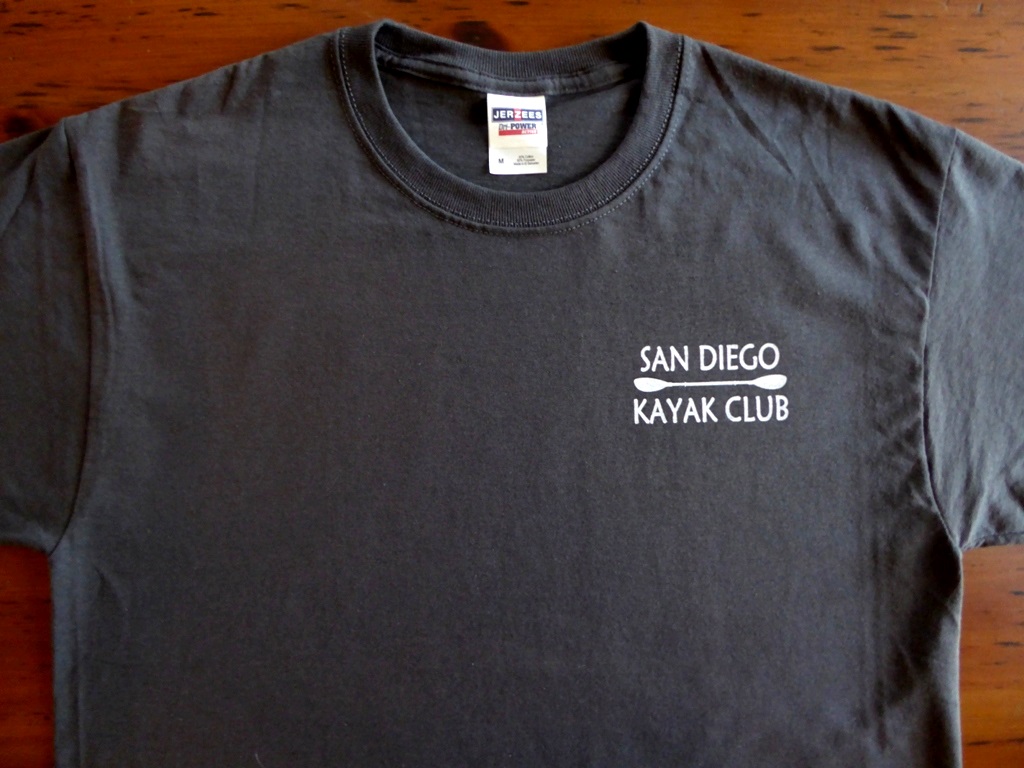 JERZEES
POWER
M
SAN DIEGO
KAYAK CLUB